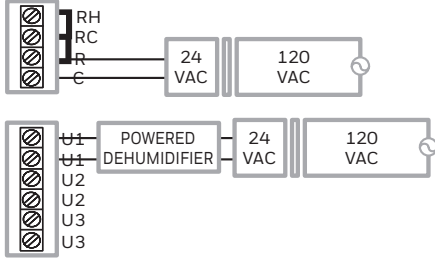 RH
RC
R
C
24
VAC
120
VAC
U1
U1
U2
U2
U3
U3
POWERED
DEHUMIDIFIER
24
VAC
120
VAC